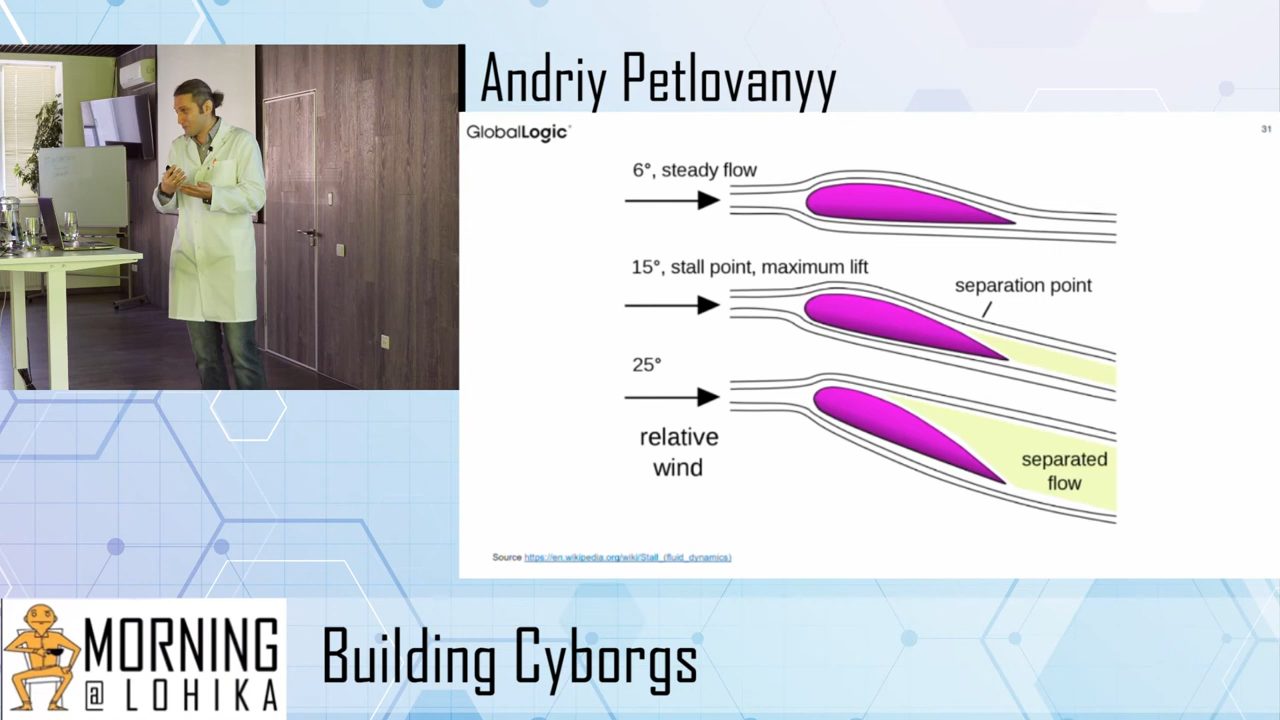 Andriy Petlovanyy
GlobalLogic
31
6°, steady flow
15°, stall point, maximum lift
separation point
25°
relative
wind
separated
flow
Source https://en.wikipedia.org/wiki/Stall_(fluid_dynamics)
MORNING
@ LOHIKA
Building Cyborgs